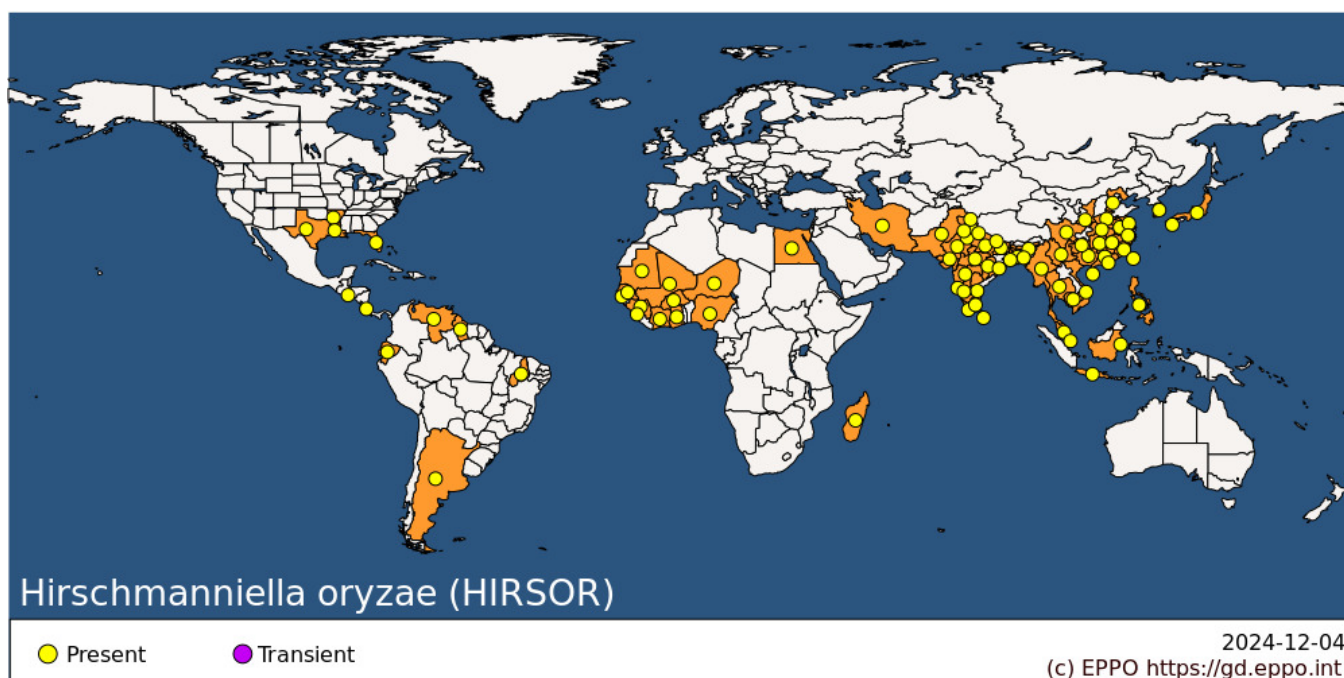 Hirschmanniella oryzae (HIRSOR)
Present
Transient
2024-12-04
(c) EPPO https://gd.eppo.int